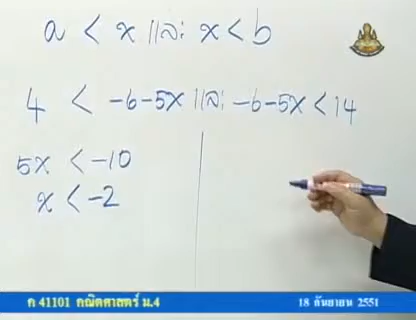 a < x และ x < b
4 < -6-5x และ -6-5x < 14
5x < -10
x < -2
ค 41101 คณิตศาสตร์ ม.4 18 กันยายน 2551